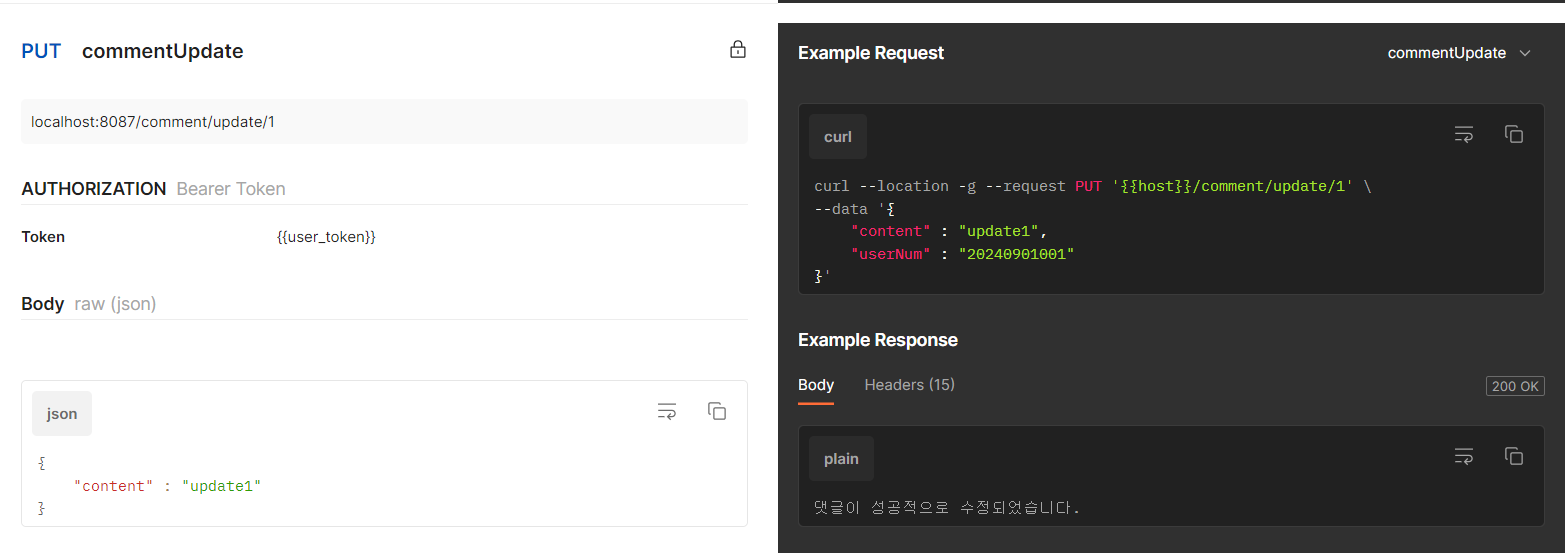 PUT commentUpdate
localhost:8087/comment/update/1
AUTHORIZATION Bearer Token
Token {{user_token}}
Body raw (json)
json
{
    "content" : "update1"
}
Example Request
commentUpdate
curl
curl --location -g --request PUT '{{host}}/comment/update/1' \
--data '{
    "content" : "update1",
    "userNum" : "20240901001"
}'
Example Response
Body Headers (15)
200 OK
plain
댓글이 성공적으로 수정되었습니다.